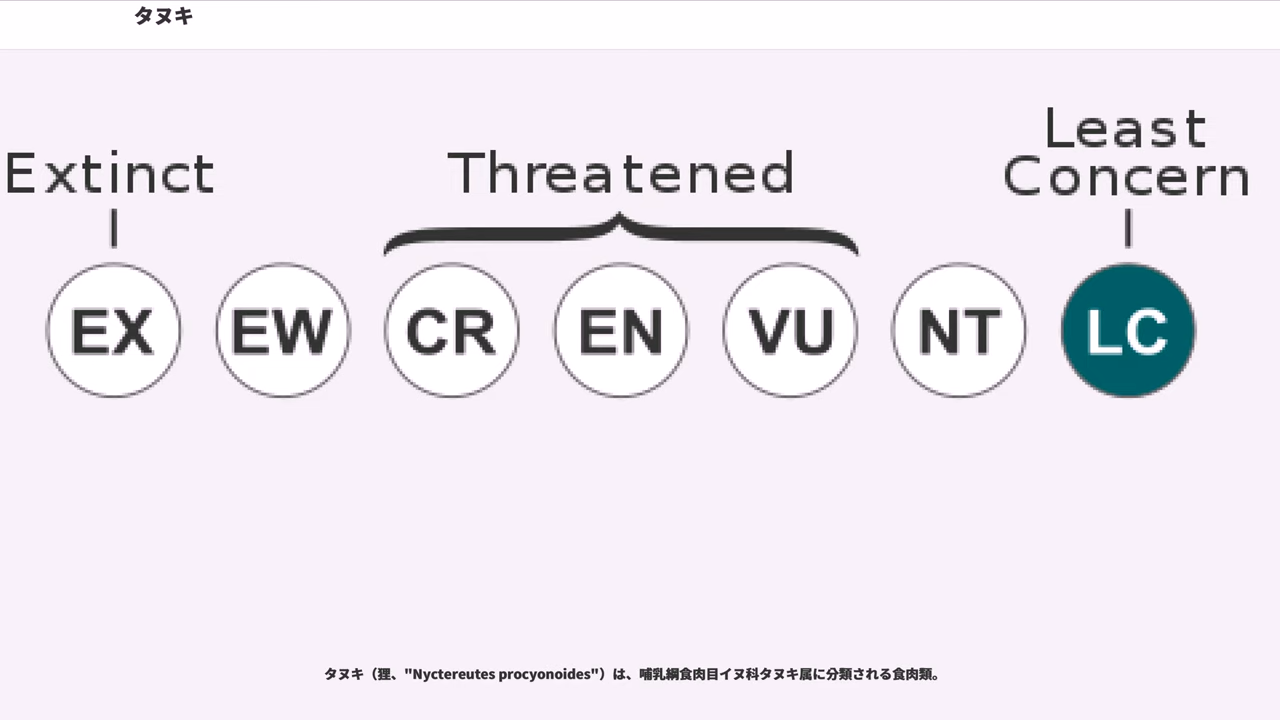 タヌキ
Least
Concern
Extinct
Threatened
EX
EW
CR
EN
VU
NT
LC
タヌキ（狸、"Nyctereutes procyonoides"）は、哺乳綱食肉目イヌ科タヌキ属に分類される食肉類。